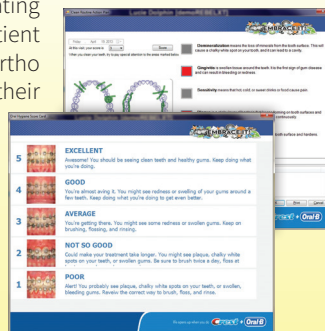 ating
tient
ortho
their
EMBRACE IT!
Demineralization means the loss of minerals from the tooth surface. This will
cause a chalky white spot on your tooth, and can lead to a cavity.
Gingivitis is swollen tissue around the teeth. It is the first sign of gum disease
and can result in bleeding or redness.
Sensitivity means that hot, cold, or sweet drinks or food cause pain.
EMBRACE IT!
5
EXCELLENT
Awesome! You should be seeing clean teeth and healthy gums. Keep doing what
you're doing.
4
GOOD
You're almost aving it. You might see redness or swelling of your gums around a
few teeth. Keep doing what you're doing to get even better.
3
AVERAGE
You're getting there. You might see some redness or swollen gums. Keep on
brushing, flossing, and rinsing.
2
NOT SO GOOD
Could make your treatment take longer. You might see plaque, chalky white
spots on your teeth, or swollen gums. Be sure to brush twice a day, floss at
1
POOR
Alert! You probably see plaque, chalky white spots on your teeth, or swollen,
bleeding gums. Review the correct way to brush, floss, and rinse.
Crest + Oral-B
Oral-B